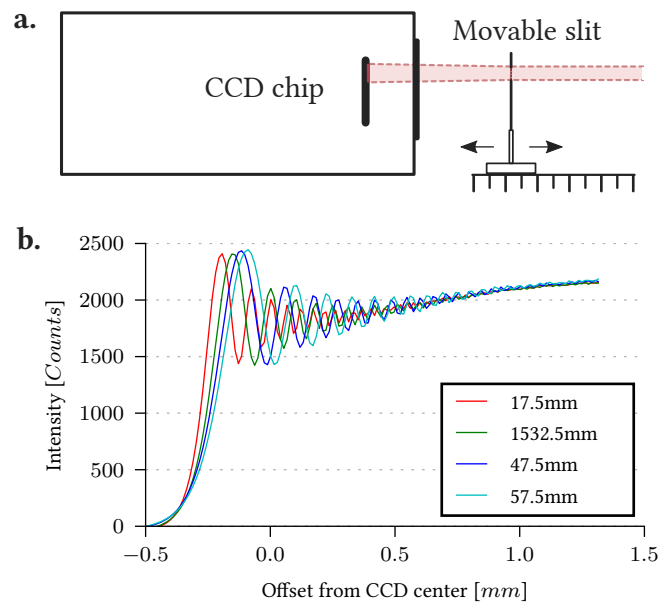 a.
Movable slit
CCD chip
b.
Intensity [Counts]
2500
2000
1500
1000
500
0
17.5mm
1532.5mm
47.5mm
57.5mm
−0.5 0.0 0.5 1.0 1.5
Offset from CCD center [mm]